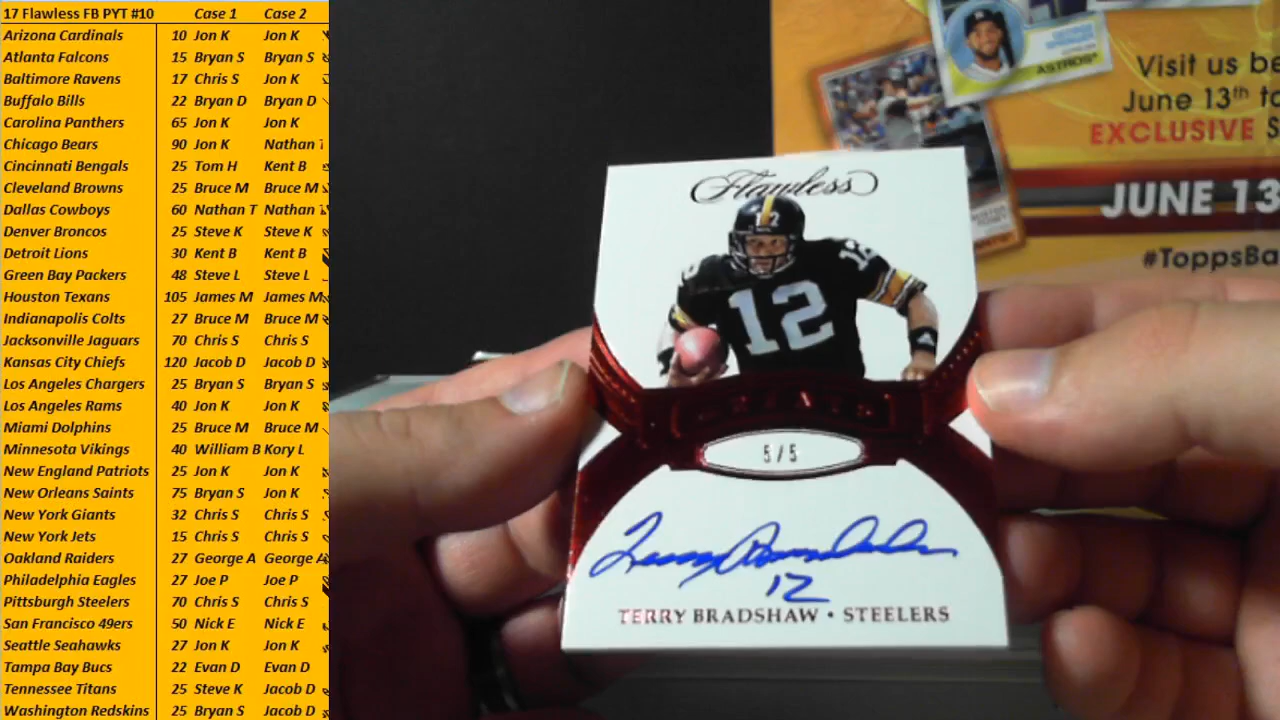 17 Flawless FB PYT #10 Case 1 Case 2
Arizona Cardinals 10 Jon K Jon K
Atlanta Falcons 15 Bryan S Bryan S
Baltimore Ravens 17 Chris S Jon K
Buffalo Bills 22 Bryan D Bryan D
Carolina Panthers 65 Jon K Jon K
Chicago Bears 90 Jon K Nathan T
Cincinnati Bengals 25 Tom H Kent B
Cleveland Browns 25 Bruce M Bruce M
Dallas Cowboys 60 Nathan T Nathan T
Denver Broncos 25 Steve K Steve K
Detroit Lions 30 Kent B Kent B
Green Bay Packers 48 Steve L Steve L
Houston Texans 105 James M James M
Indianapolis Colts 27 Bruce M Bruce M
Jacksonville Jaguars 70 Chris S Chris S
Kansas City Chiefs 120 Jacob D Jacob D
Los Angeles Chargers 25 Bryan S Bryan S
Los Angeles Rams 40 Jon K Jon K
Miami Dolphins 25 Bruce M Bruce M
Minnesota Vikings 40 William B Kory L
New England Patriots 25 Jon K Jon K
New Orleans Saints 75 Bryan S Jon K
New York Giants 32 Chris S Chris S
New York Jets 15 Chris S Chris S
Oakland Raiders 27 George A George A
Philadelphia Eagles 27 Joe P Joe P
Pittsburgh Steelers 70 Chris S Chris S
San Francisco 49ers 50 Nick E Nick E
Seattle Seahawks 27 Jon K Jon K
Tampa Bay Bucs 22 Evan D Evan D
Tennessee Titans 25 Steve K Jacob D
Washington Redskins 25 Bryan S Jacob D
ASTROS
Visit us be
June 13th to
EXCLUSIVE S
JUNE 13
#ToppsBa
Flawless
12
12
12
GREATS
5/5
Terry Bradshaw
12
TERRY BRADSHAW • STEELERS